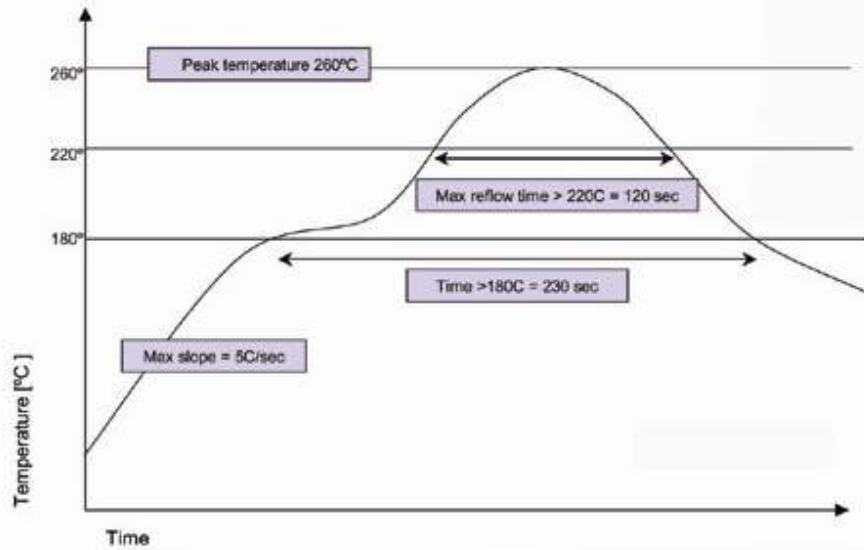 Peak temperature 260ºC
260º
220º
Max reflow time > 220C = 120 sec
180º
Time >180C = 230 sec
Max slope = 5C/sec
Temperature [ºC ]
Time